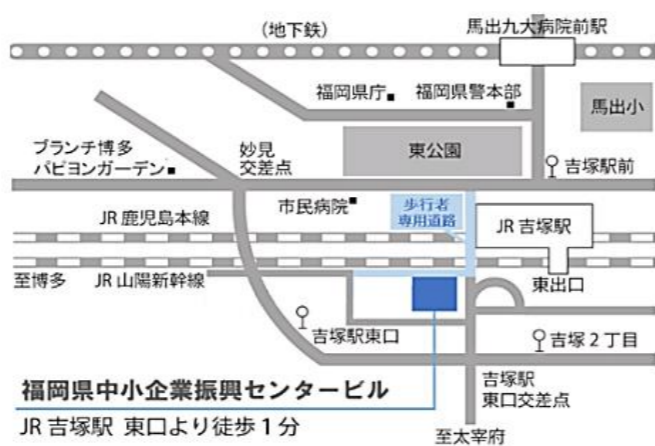 (地下鉄)
馬出九大病院前駅
福岡県庁
福岡県警本部
馬出小
ブランチ博多
パピヨンガーデン
妙見
交差点
東公園
吉塚駅前
市民病院
歩行者
専用道路
JR 鹿児島本線
JR 吉塚駅
至博多
JR 山陽新幹線
東出口
吉塚駅東口
吉塚 2 丁目
福岡県中小企業振興センタービル
吉塚駅
東口交差点
JR 吉塚駅 東口より徒歩 1 分
至太宰府